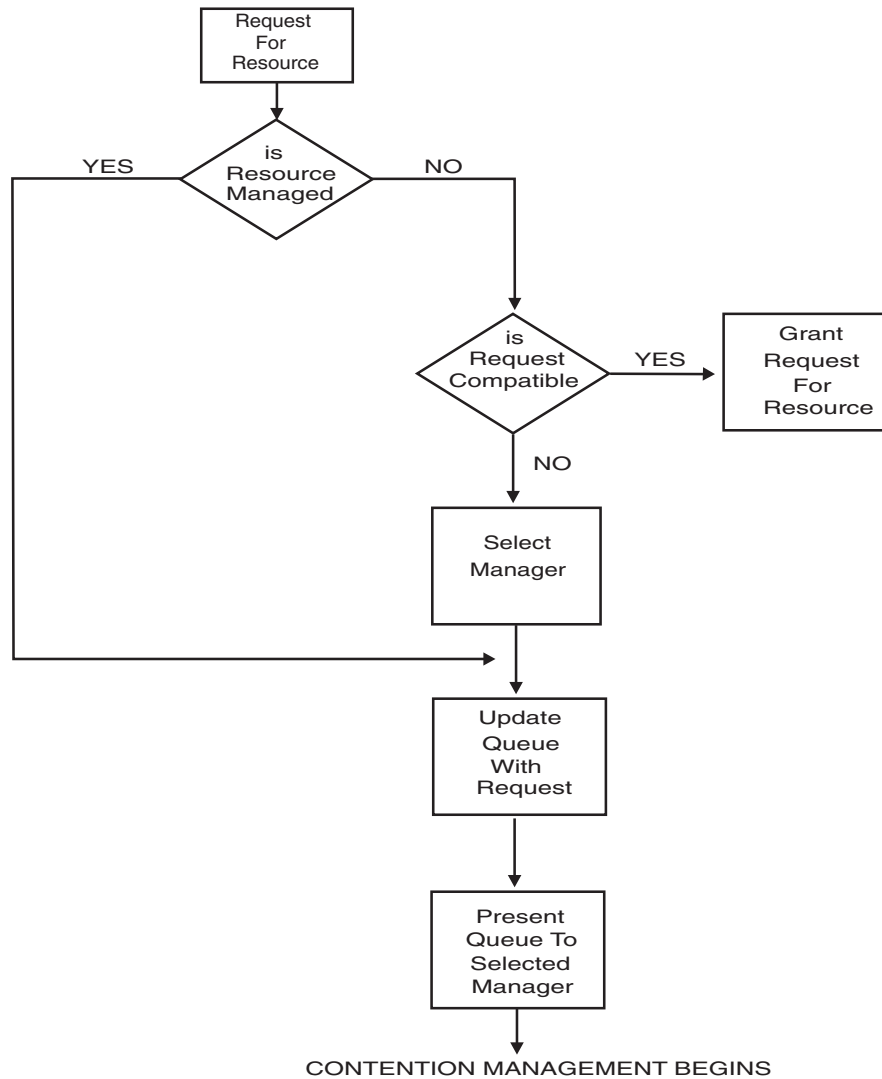 Request
For
Resource
is
Resource
Managed
YES
NO
is
Request
Compatible
YES
Grant
Request
For
Resource
NO
Select
Manager
Update
Queue
With
Request
Present
Queue To
Selected
Manager
CONTENTION MANAGEMENT BEGINS